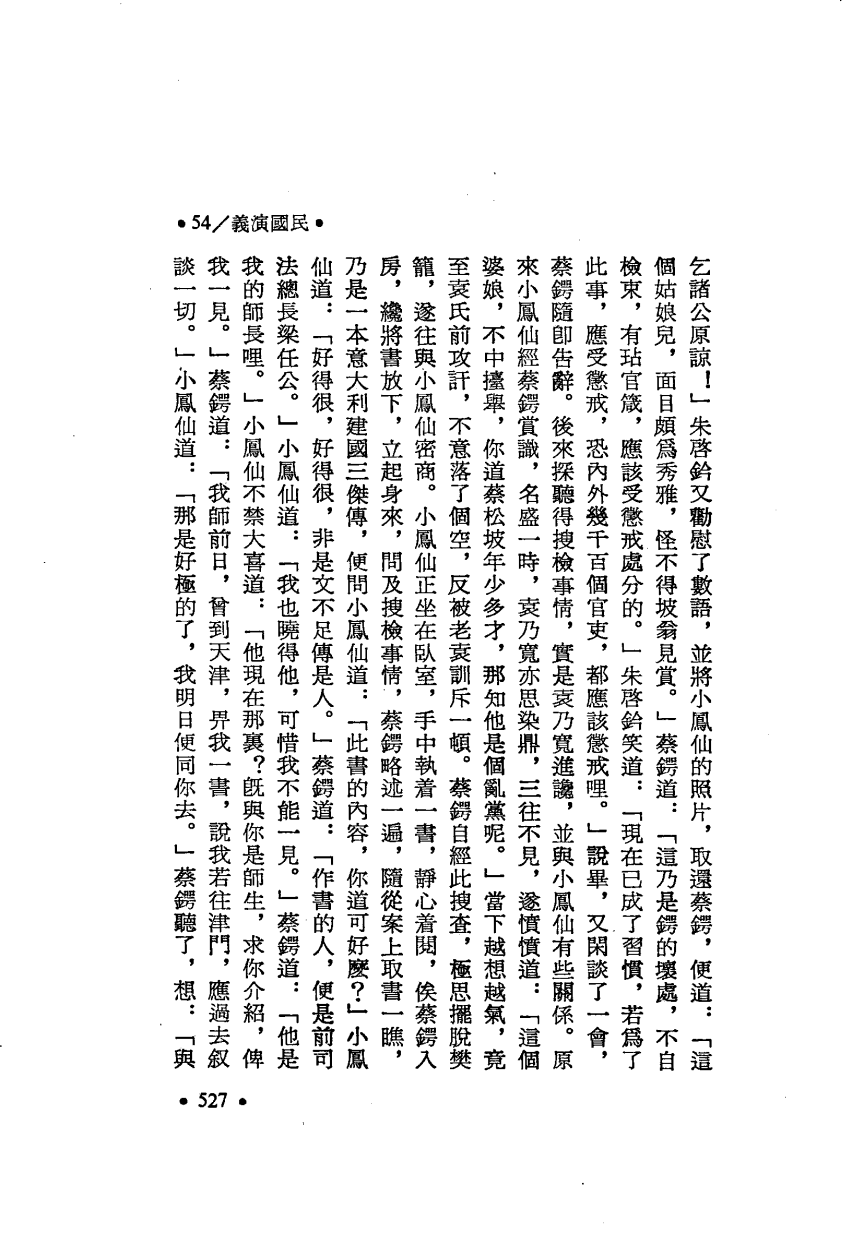 •54／義演國民•
乞諸公原諒！」朱啓鈐又勸慰了數語，並將小鳳仙的照片，取還蔡鍔，便道：「這
個姑娘兒，面目頗爲秀雅，怪不得坡翁見賞。」蔡鍔道：「這乃是鍔的壞處，不自
檢束，有玷官箴，應該受懲戒處分的。」朱啓鈐笑道：「現在已成了習慣，若爲了
此事，應受懲戒，恐內外幾千百個官吏，都應該懲戒哩。」說畢，又閑談了一會，
蔡鍔隨卽告辭。後來探聽得搜檢事情，實是袁乃寬進讒，並與小鳳仙有些關係。原
來小鳳仙經蔡鍔賞識，名盛一時，袁乃寬亦思染鼎，三往不見，遂憤憤道：「這個
婆娘，不中擡舉，你道蔡松坡年少多才，那知他是個亂黨呢。」當下越想越氣，竟
至袁氏前攻訐，不意落了個空，反被老袁訓斥一頓。蔡鍔自經此搜查，極思擺脫樊
籠，遂往與小鳳仙密商。小鳳仙正坐在臥室，手中執着一書，靜心着閱，俟蔡鍔入
房，纔將書放下，立起身來，問及搜檢事情，蔡鍔略述一遍，隨從案上取書一瞧，
乃是一本意大利建國三傑傳，便問小鳳仙道：「此書的內容，你道可好麽？」小鳳
仙道：「好得很，好得很，非是文不足傳是人。」蔡鍔道：「作書的人，便是前司
法總長梁任公。」小鳳仙道：「我也曉得他，可惜我不能一見。」蔡鍔道：「他是
我的師長哩。」小鳳仙不禁大喜道：「他現在那裏？旣與你是師生，求你介紹，俾
我一見。」蔡鍔道：「我師前日，曾到天津，畀我一書，說我若往津門，應過去叙
談一切。」小鳳仙道：「那是好極的了，我明日便同你去。」蔡鍔聽了，想：「與
•527•